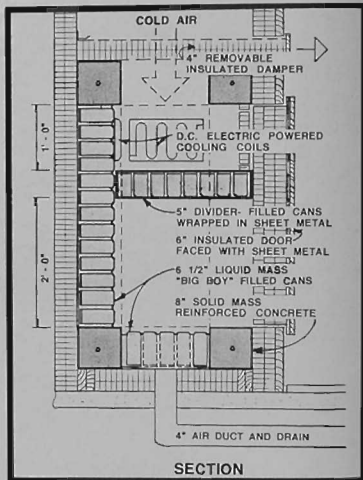 COLD AIR
4" REMOVABLE
INSULATED DAMPER
1'-0"
D.C. ELECTRIC POWERED
COOLING COILS
5" DIVIDER- FILLED CANS
WRAPPED IN SHEET METAL
6" INSULATED DOOR
FACED WITH SHEET METAL
2'-0"
6 1/2" LIQUID MASS
"BIG BOY" FILLED CANS
8" SOLID MASS
REINFORCED CONCRETE
4" AIR DUCT AND DRAIN
SECTION